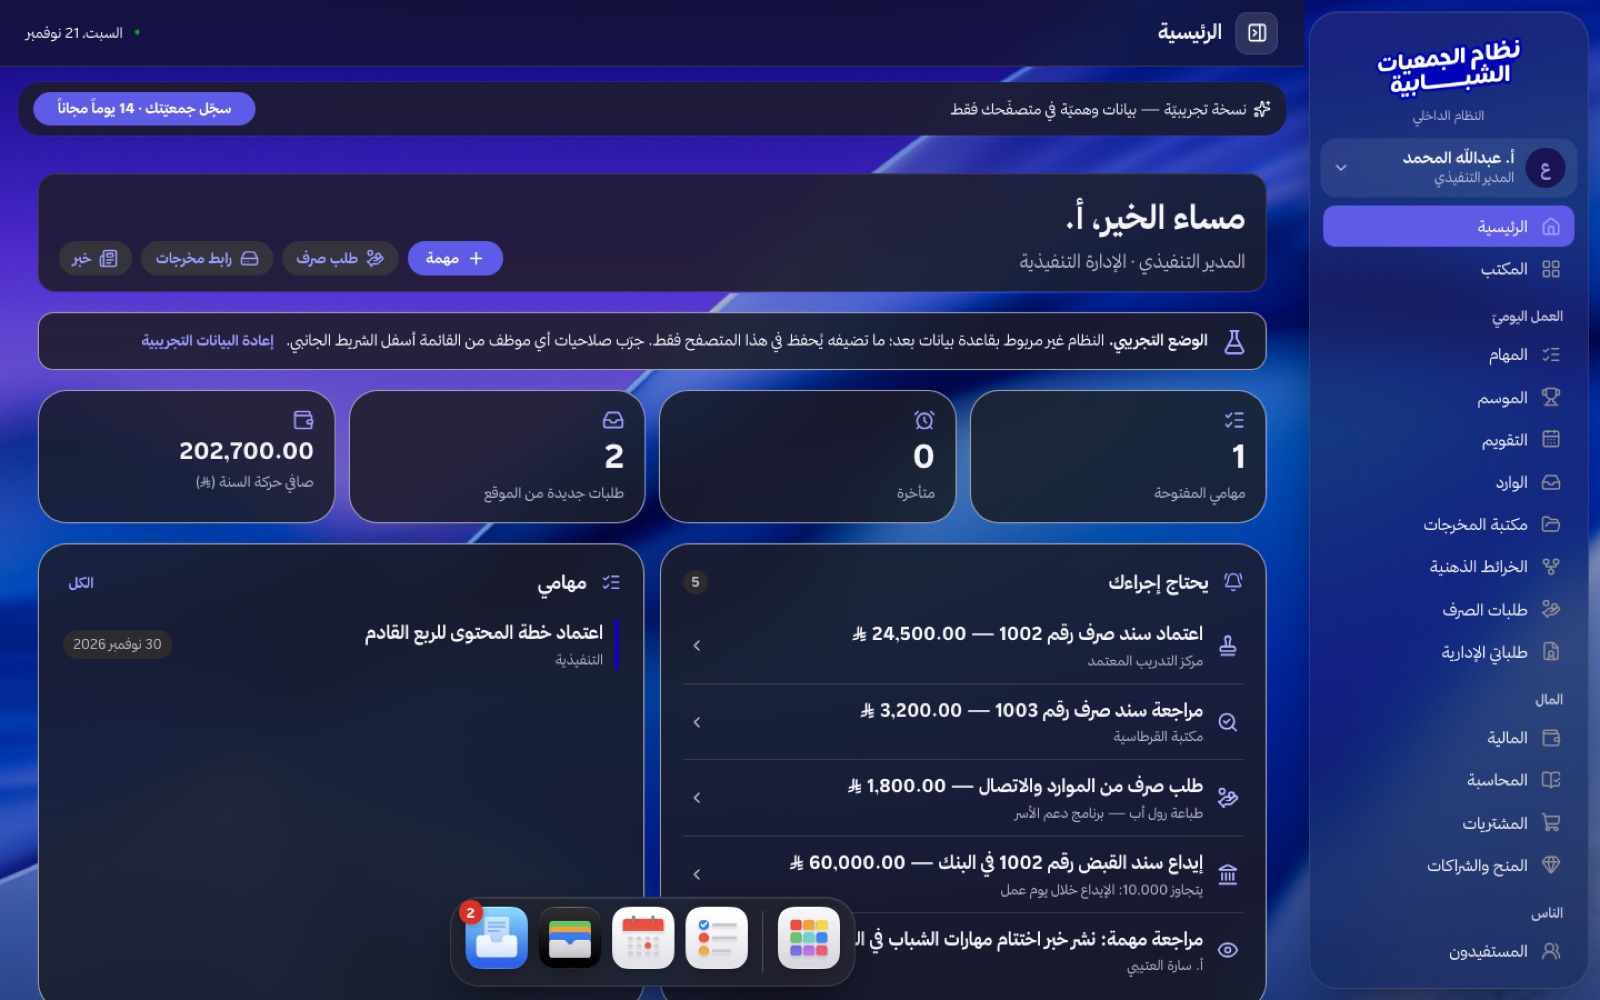 نظام الجمعيات
الشبـــابية
النظام الداخلي
ع
أ. عبدالله المحمد
المدير التنفيذي
الرئيسية
المكتب
العمل اليوميّ
المهام
الموسم
التقويم
الوارد
مكتبة المخرجات
الخرائط الذهنية
طلبات الصرف
طلباتي الإدارية
المال
المالية
المحاسبة
المشتريات
المنح والشراكات
الناس
المستفيدون
الرئيسية
السبت، 21 نوفمبر
نسخة تجريبيّة — بيانات وهميّة في متصفّحك فقط
سجّل جمعيّتك · 14 يوماً مجاناً
مساء الخير، أ.
المدير التنفيذي · الإدارة التنفيذية
مهمة
طلب صرف
رابط مخرجات
خبر
الوضع التجريبي. النظام غير مربوط بقاعدة بيانات بعد؛ ما تضيفه يُحفظ في هذا المتصفح فقط. جرّب صلاحيات أي موظف من القائمة أسفل الشريط الجانبي. إعادة البيانات التجريبية
1
مهامي المفتوحة
0
متأخرة
2
طلبات جديدة من الموقع
202,700.00
صافي حركة السنة (⃁)
يحتاج إجراءك
5
اعتماد سند صرف رقم 1002 — 24,500.00 ⃁
مركز التدريب المعتمد
مراجعة سند صرف رقم 1003 — 3,200.00 ⃁
مكتبة القرطاسية
طلب صرف من الموارد والاتصال — 1,800.00 ⃁
طباعة رول أب — برنامج دعم الأسر
إيداع سند القبض رقم 1002 في البنك — 60,000.00 ⃁
يتجاوز 10.000: الإيداع خلال يوم عمل
مراجعة مهمة: نشر خبر اختتام مهارات الشباب في
أ. سارة العتيبي
مهامي
الكل
اعتماد خطة المحتوى للربع القادم
التنفيذية
30 نوفمبر 2026
2